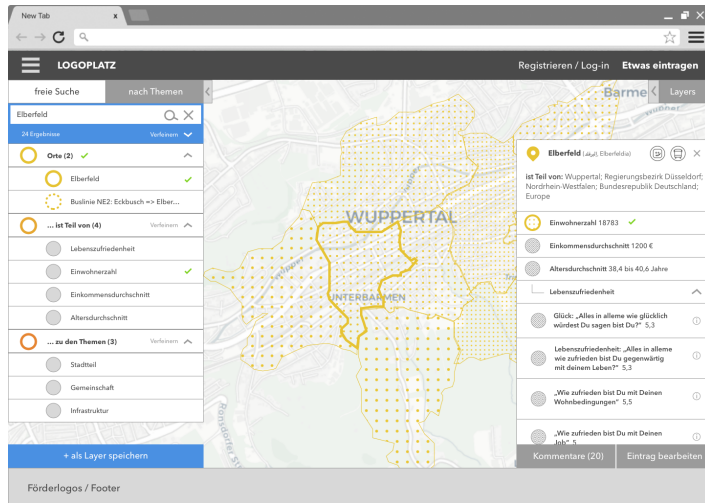 New Tab x
LOGOPLATZ
Registrieren / Log-in Etwas eintragen
freie Suche nach Themen
Elberfeld
24 Ergebnisse Verfeinern
Orte (2)
Elberfeld
Buslinie NE2: Eckbusch => Elber...
... ist Teil von (4) Verfeinern
Lebenszufriedenheit
Einwohnerzahl
Einkommensdurchschnitt
Altersdurchschnitt
... zu den Themen (3) Verfeinern
Stadtteil
Gemeinschaft
Infrastruktur
+ als Layer speichern
Barme
Layers
Wupper
WUPPERTAL
Wupper
UNTERBARMEN
Ronsdorfer Str
Elberfeld
Elberfeldia)
ist Teil von: Wuppertal; Regierungsbezirk Düsseldorf;
Nordrhein-Westfalen; Bundesrepublik Deutschland;
Europe
Einwohnerzahl 18783
Einkommensdurchschnitt 1200 €
Altersdurchschnitt 38,4 bis 40,6 Jahre
Lebenszufriedenheit
Glück: „Alles in alleme wie glücklich
würdest Du sagen bist Du?“ 5,3
Lebenszufriedenheit: „Alles in alleme
wie zufrieden bist Du gegenwärtig
mit deinem Leben?“ 5,3
„Wie zufrieden bist Du mit Deinen
Wohnbedingungen“ 5,5
„Wie zufrieden bist Du mit Deinen
Job“ 5
Kommentare (20) Eintrag bearbeiten
Förderlogos / Footer